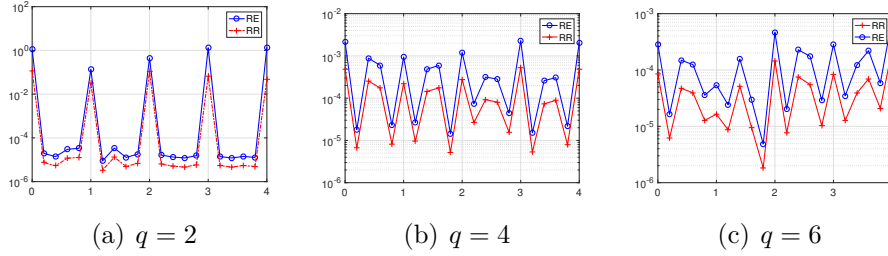 10^2
10^0
10^-2
10^-4
10^-6
0 1 2 3 4
RE
RR
(a) q = 2
10^-2
10^-3
10^-4
10^-5
10^-6
0 1 2 3 4
RE
RR
(b) q = 4
10^-3
10^-4
10^-5
10^-6
0 1 2 3
RR
RE
(c) q = 6